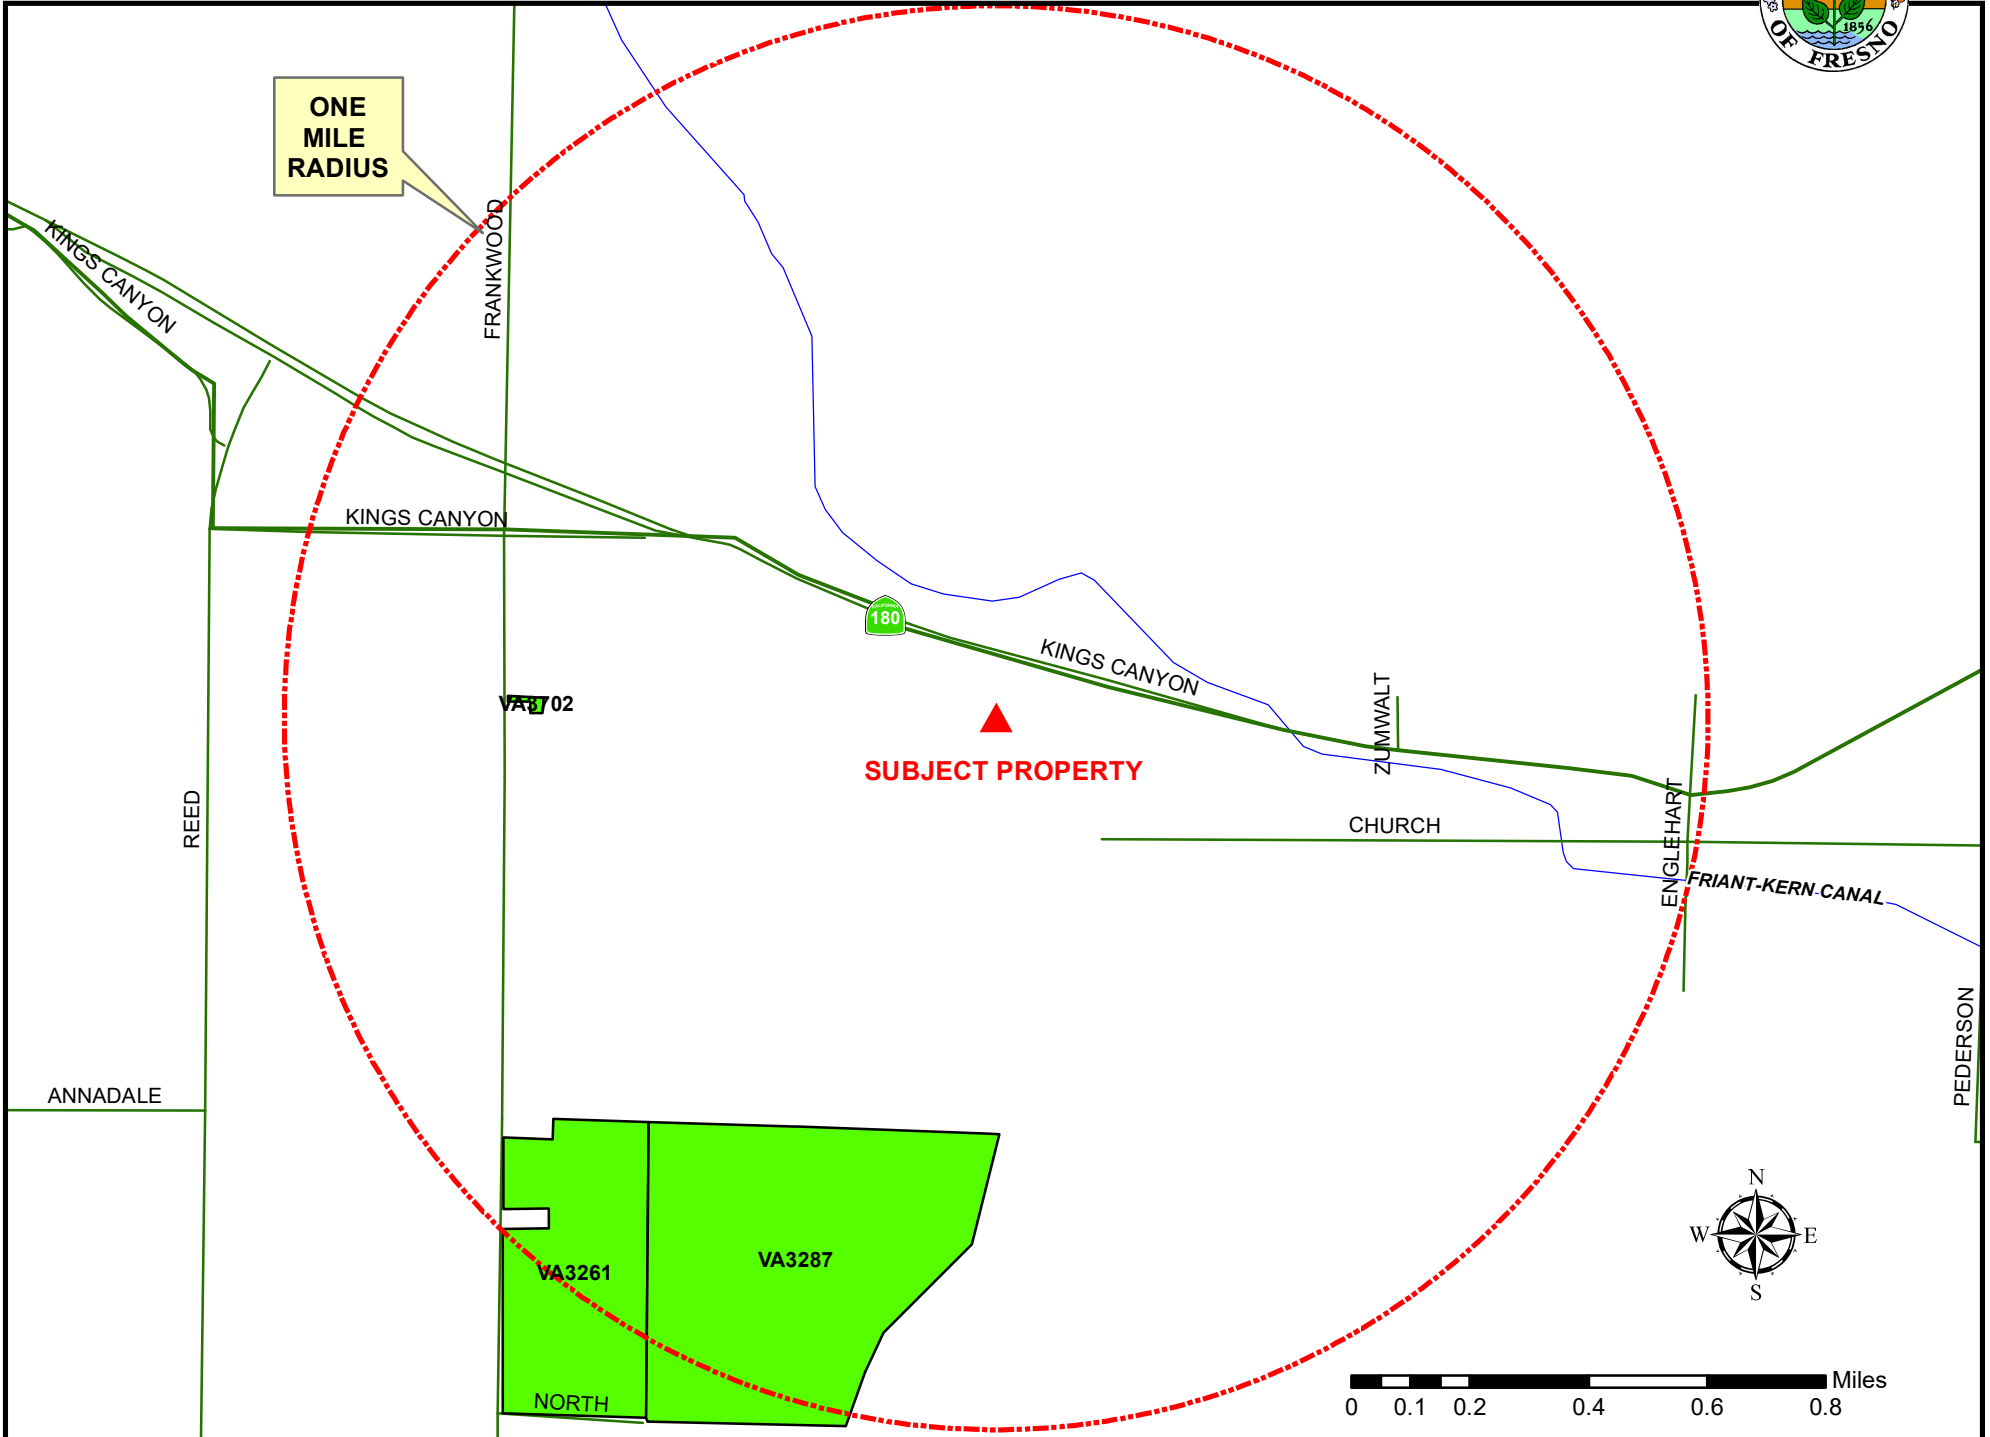 1856
OF FRESNO
ONE
MILE
RADIUS
FRANKWOOD
KINGS CANYON
KINGS CANYON
CALIFORNIA
180
KINGS CANYON
ZUMWALT
VA3702
SUBJECT PROPERTY
REED
CHURCH
ENGLEHART
FRIANT-KERN CANAL
PEDERSON
ANNADALE
N
W
E
S
VA3261
VA3287
NORTH
Miles
0 0.1 0.2 0.4 0.6 0.8